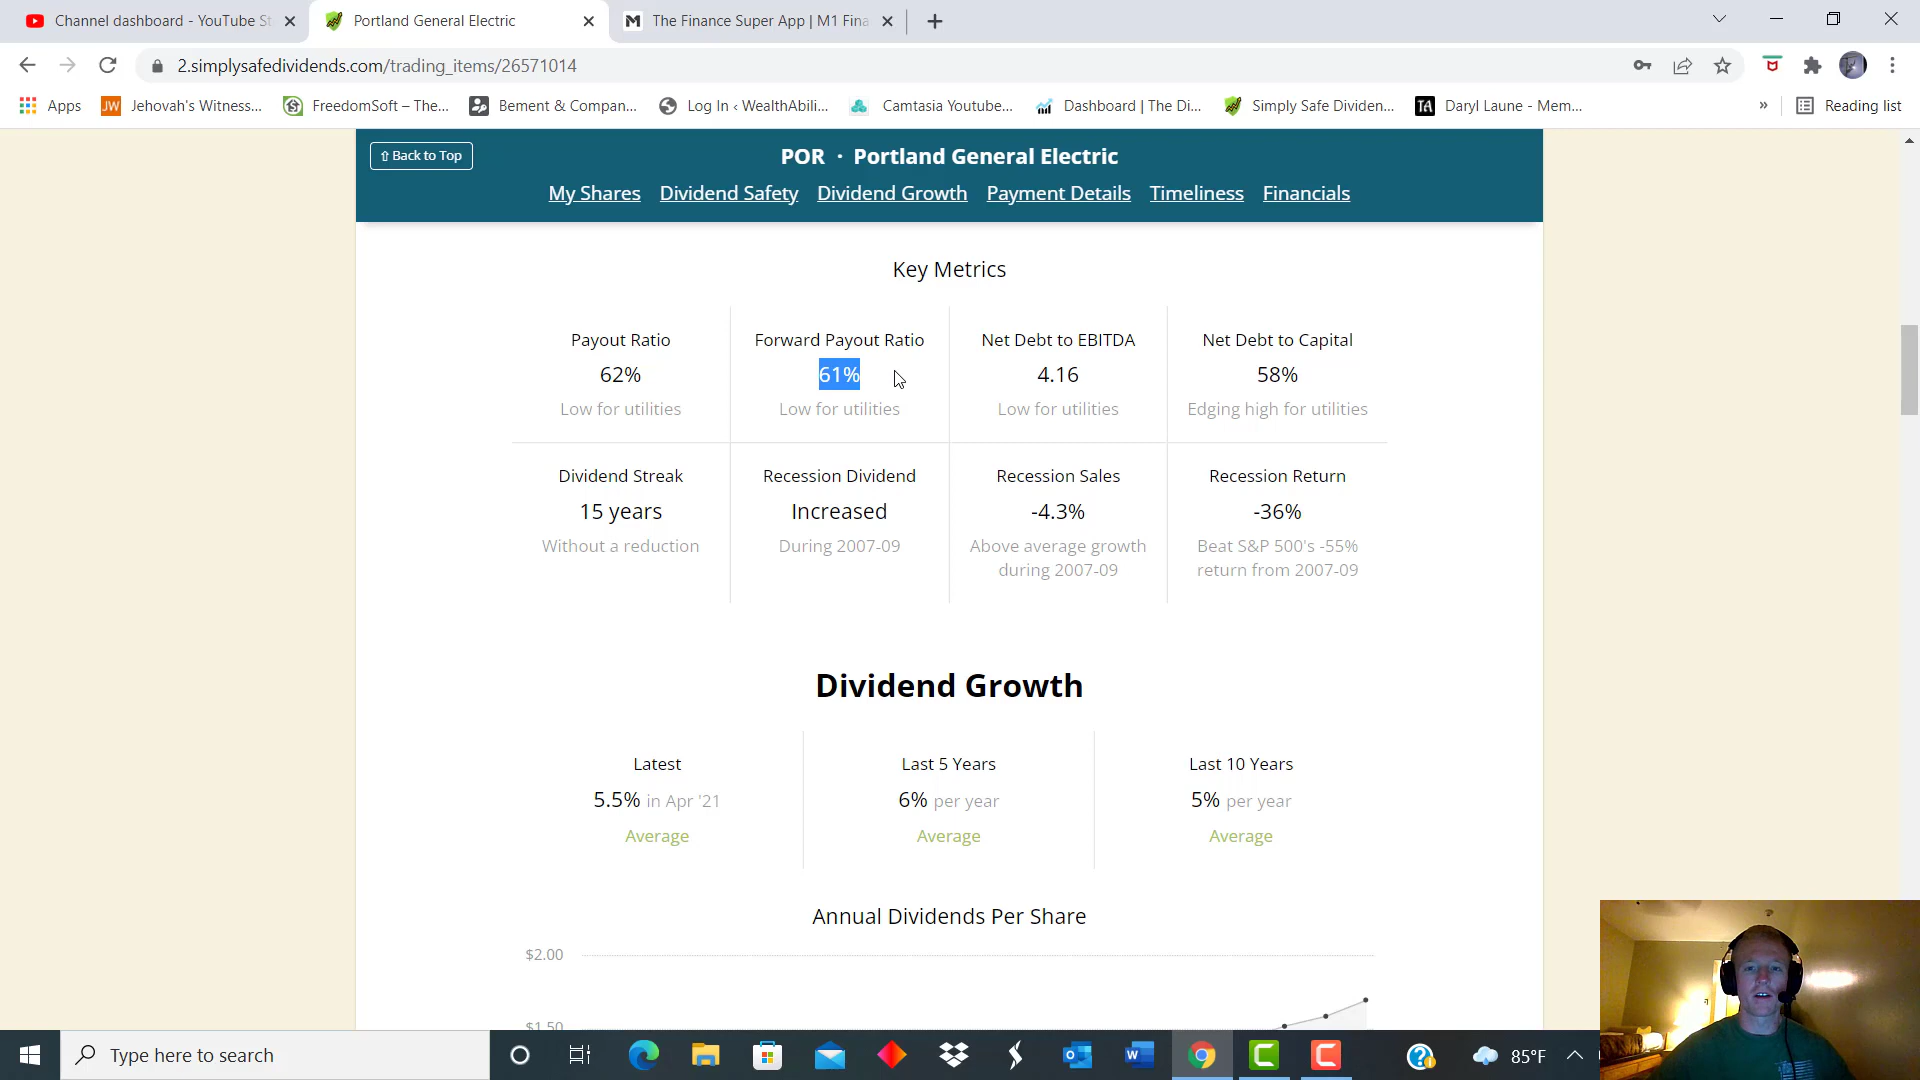 Channel dashboard - YouTube St
Portland General Electric
The Finance Super App | M1 Fina
2.simplysafedividends.com/trading_items/26571014
Apps
Jehovah's Witness...
FreedomSoft – The...
Bement & Compan...
Log In ‹ WealthAbili...
Camtasia Youtube...
Dashboard | The Di...
Simply Safe Dividen...
Daryl Laune - Mem...
»
Reading list
⇧ Back to Top
POR · Portland General Electric
My Shares Dividend Safety Dividend Growth Payment Details Timeliness Financials
Key Metrics
Payout Ratio
62%
Low for utilities
Forward Payout Ratio
61%
Low for utilities
Net Debt to EBITDA
4.16
Low for utilities
Net Debt to Capital
58%
Edging high for utilities
Dividend Streak
15 years
Without a reduction
Recession Dividend
Increased
During 2007-09
Recession Sales
-4.3%
Above average growth
during 2007-09
Recession Return
-36%
Beat S&P 500's -55%
return from 2007-09
Dividend Growth
Latest
5.5% in Apr '21
Average
Last 5 Years
6% per year
Average
Last 10 Years
5% per year
Average
Annual Dividends Per Share
$2.00
$1.50
Type here to search
85°F